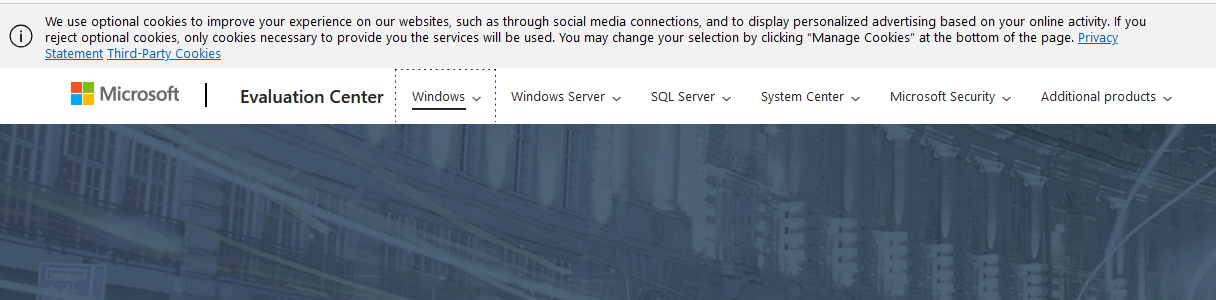 We use optional cookies to improve your experience on our websites, such as through social media connections, and to display personalized advertising based on your online activity. If you
reject optional cookies, only cookies necessary to provide you the services will be used. You may change your selection by clicking “Manage Cookies” at the bottom of the page. Privacy
Statement Third-Party Cookies
Microsoft Evaluation Center Windows Windows Server SQL Server System Center Microsoft Security Additional products